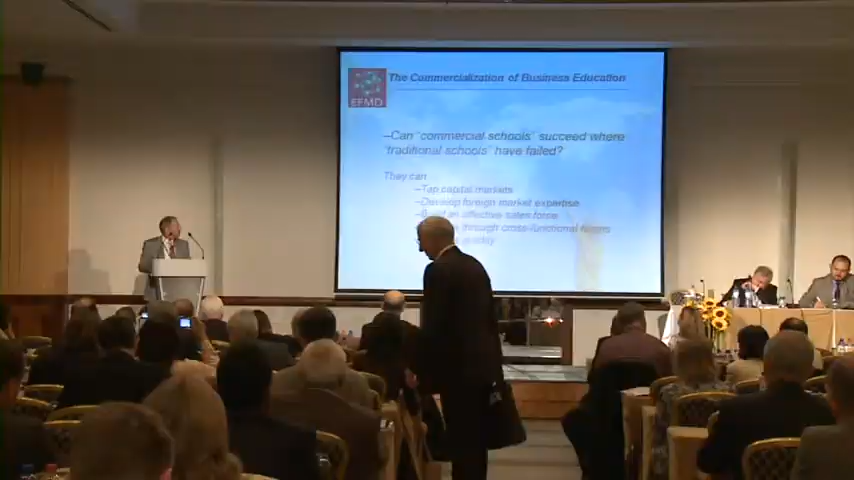 The Commercialization of Business Education
EFMD
–Can 'commercial schools' succeed where
'traditional schools' have failed?
They can
–Tap capital markets
–Develop foreign market expertise
an effective sales force
through cross-functional teams